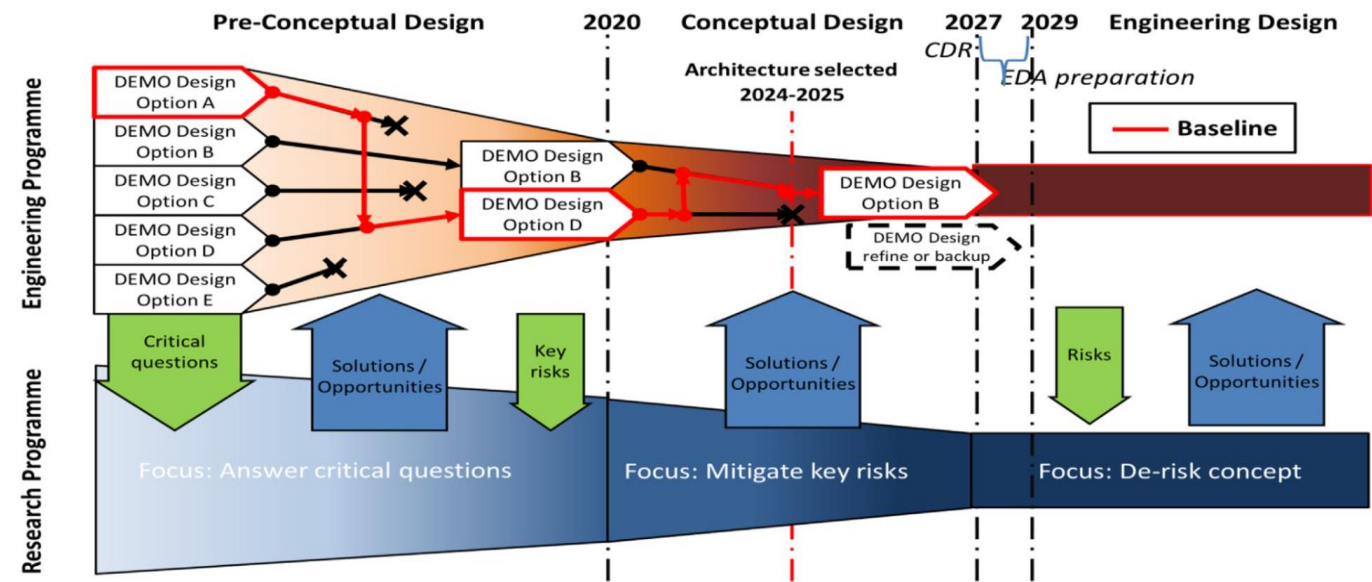 Pre-Conceptual Design
2020
Conceptual Design
2027
2029
Engineering Design
CDR
EDA preparation
Architecture selected
2024-2025
Baseline
Engineering Programme
DEMO Design
Option A
DEMO Design
Option B
DEMO Design
Option C
DEMO Design
Option D
DEMO Design
Option E
DEMO Design
Option B
DEMO Design
Option D
DEMO Design
Option B
DEMO Design
refine or backup
Critical
questions
Solutions /
Opportunities
Key
risks
Solutions /
Opportunities
Risks
Solutions /
Opportunities
Research Programme
Focus: Answer critical questions
Focus: Mitigate key risks
Focus: De-risk concept